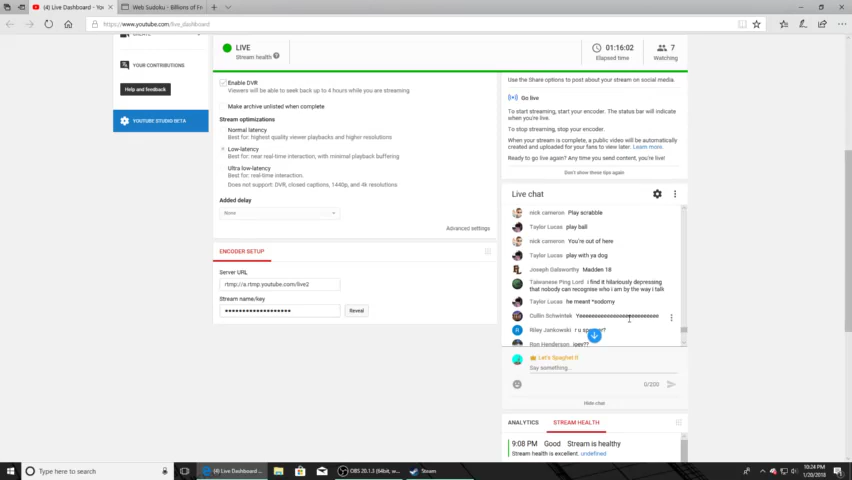 (4) Live Dashboard - You
Web Sudoku - Billions of Fr
https://www.youtube.com/live_dashboard
CREATE
YOUR CONTRIBUTIONS
Help and feedback
YOUTUBE STUDIO BETA
LIVE
Stream health
01:16:02
Elapsed time
7
Watching
Enable DVR
Viewers will be able to seek back up to 4 hours while you are streaming.
Make archive unlisted when complete
Stream optimizations
Normal latency
Best for: highest quality viewer playbacks and higher resolutions
Low-latency
Best for: near real-time interaction, with minimal playback buffering
Ultra low-latency
Best for: real-time interaction.
Does not support: DVR, closed captions, 1440p, and 4k resolutions
Added delay
None
Advanced settings
ENCODER SETUP
Server URL
rtmp://a.rtmp.youtube.com/live2
Stream name/key
••••••••••••••••••••
Reveal
Use the Share options to post about your stream on social media.
Go live
To start streaming, start your encoder. The status bar will indicate
when you're live.
To stop streaming, stop your encoder.
When your stream is complete, a public video will be automatically
created and uploaded for your fans to view later. Learn more.
Ready to go live again? Any time you send content, you're live!
Don't show these tips again
Live chat
nick cameron Play scrabble
Taylor Lucas play ball
nick cameron You're out of here
Taylor Lucas play with ya dog
Joseph Galsworthy Madden 18
Taiwanese Ping Lord i find it hilariously depressing
that nobody can recognise who i am by the way i talk
Taylor Lucas he meant *sodomy
Cullin Schwintek Yeeeeeeeeeeeeeeeeeeeeeeeee
Riley Jankowski r u
Ron Henderson joey??
Let's Spaghet It
Say something...
0/200
Hide chat
ANALYTICS
STREAM HEALTH
9:08 PM Good Stream is healthy
Stream health is excellent. undefined
Type here to search
(4) Live Dashboard ...
OBS 20.1.3 (64bit, w...
Steam
10:24 PM
1/20/2018